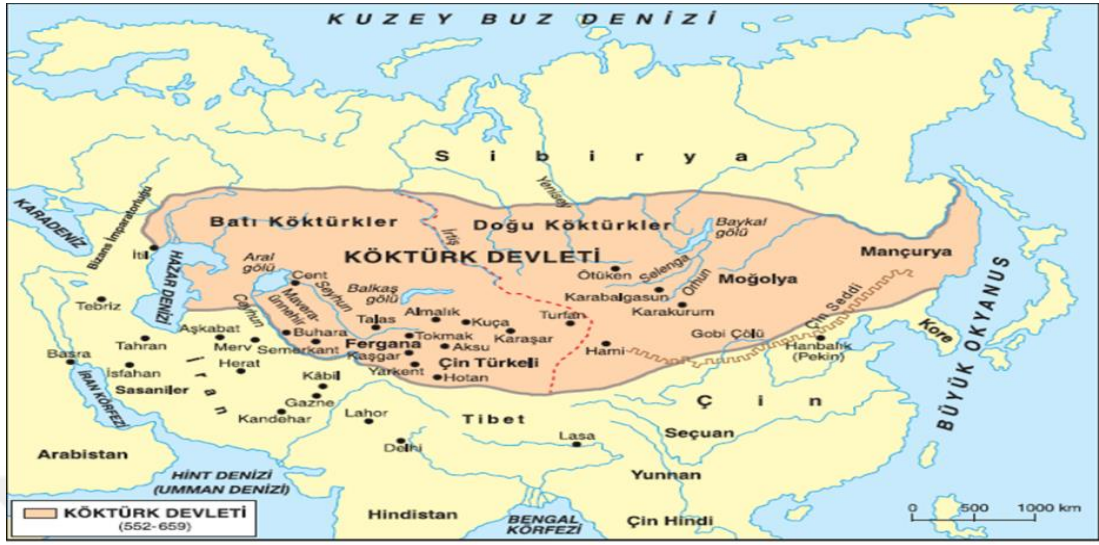 KUZEY BUZ DENİZİ
Sibirya
Yenisey
KARADENİZ
Bizans İmparatorluğu
İtil
HAZAR DENİZİ
Batı Köktürkler
Doğu Köktürkler
İrtiş
Baykal
gölü
Mançurya
KÖKTÜRK DEVLETİ
Aral
gölü
Cent
Seyhun
Balkaş
gölü
Ötüken
Selenga
Orhun
Moğolya
Karabalgasun
Karakurum
Mavera-
ünnehir
Ceyhun
Talas
Almalık
Kuça
Turfan
Gobi Çölü
Çin Seddi
Kore
BÜYÜK OKYANUS
Tebriz
Aşkabat
Buhara
Tokmak
Karaşar
Hami
Hanbalık
(Pekin)
Tahran
Merv
Semerkant
Fergana
Aksu
Kaşgar
Çin Türkeli
Basra
İsfahan
İran
Herat
Yarkent
Hotan
Sasaniler
Kâbil
Gazne
İRAN KÖRFEZİ
Kandehar
Lahor
Tibet
Çin
Delhi
Lasa
Seçuan
Arabistan
HİNT DENİZİ
(UMMAN DENİZİ)
Yunnan
Hindistan
BENGAL
KÖRFEZİ
Çin Hindi
KÖKTÜRK DEVLETİ
(552-659)
0 500 1000 km